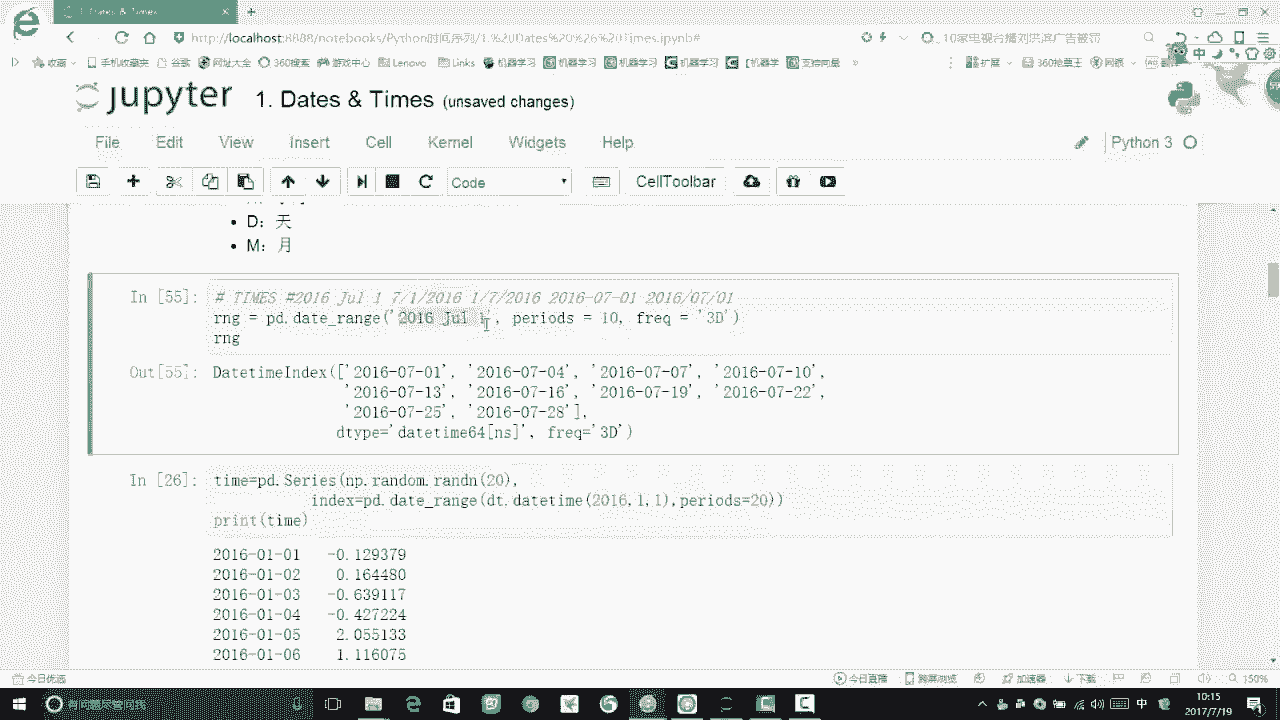 1. Dates & Times
http://localhost:8888/notebooks/Python时间序列/1.%20Dates%20%26%20Times.ipynb#
10家电视台播刘洪滨广告被罚
收藏 手机收藏夹 谷歌 网址大全 360搜索 游戏中心 Lenovo Links 机器学习 机器学习 机器学习 机器学习 【机器学 支持向量 » 扩展 360抢票王 网银
jupyter 1. Dates & Times (unsaved changes)
File Edit View Insert Cell Kernel Widgets Help Python 3
Code CellToolbar
D：天
M：月
In [55]: # TIMES #2016 Jul 1 7/1/2016 1/7/2016 2016-07-01 2016/07/01
rng = pd.date_range('2016 Jul 1', periods = 10, freq = '3D')
rng
Out[55]: DatetimeIndex(['2016-07-01', '2016-07-04', '2016-07-07', '2016-07-10',
'2016-07-13', '2016-07-16', '2016-07-19', '2016-07-22',
'2016-07-25', '2016-07-28'],
dtype='datetime64[ns]', freq='3D')
In [26]: time=pd.Series(np.random.randn(20),
index=pd.date_range(dt.datetime(2016,1,1),periods=20))
print(time)
2016-01-01 -0.129379
2016-01-02 0.164480
2016-01-03 -0.639117
2016-01-04 -0.427224
2016-01-05 2.055133
2016-01-06 1.116075
今日优选 今日直播 跨屏浏览 加速器 下载 150%
中 10:15
2017/7/19